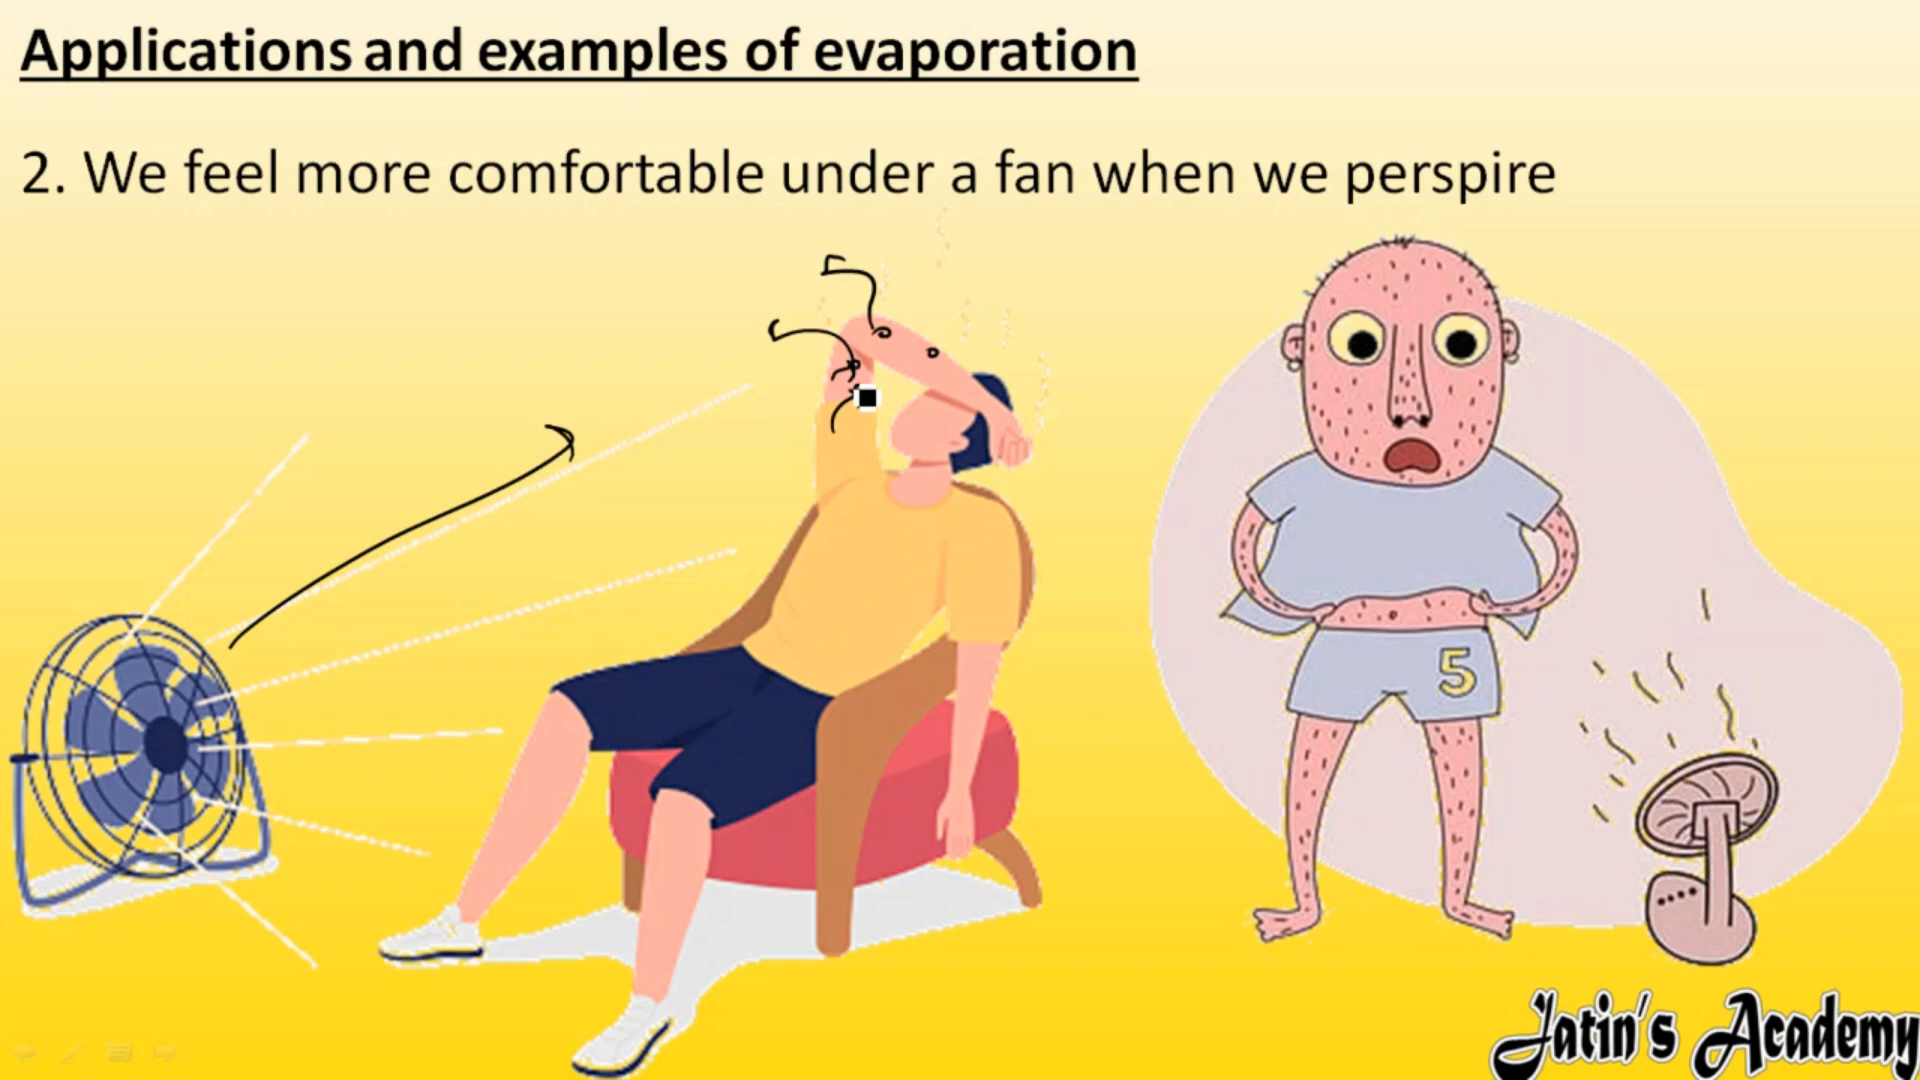 Applications and examples of evaporation
2. We feel more comfortable under a fan when we perspire
5
Jatin's Academy